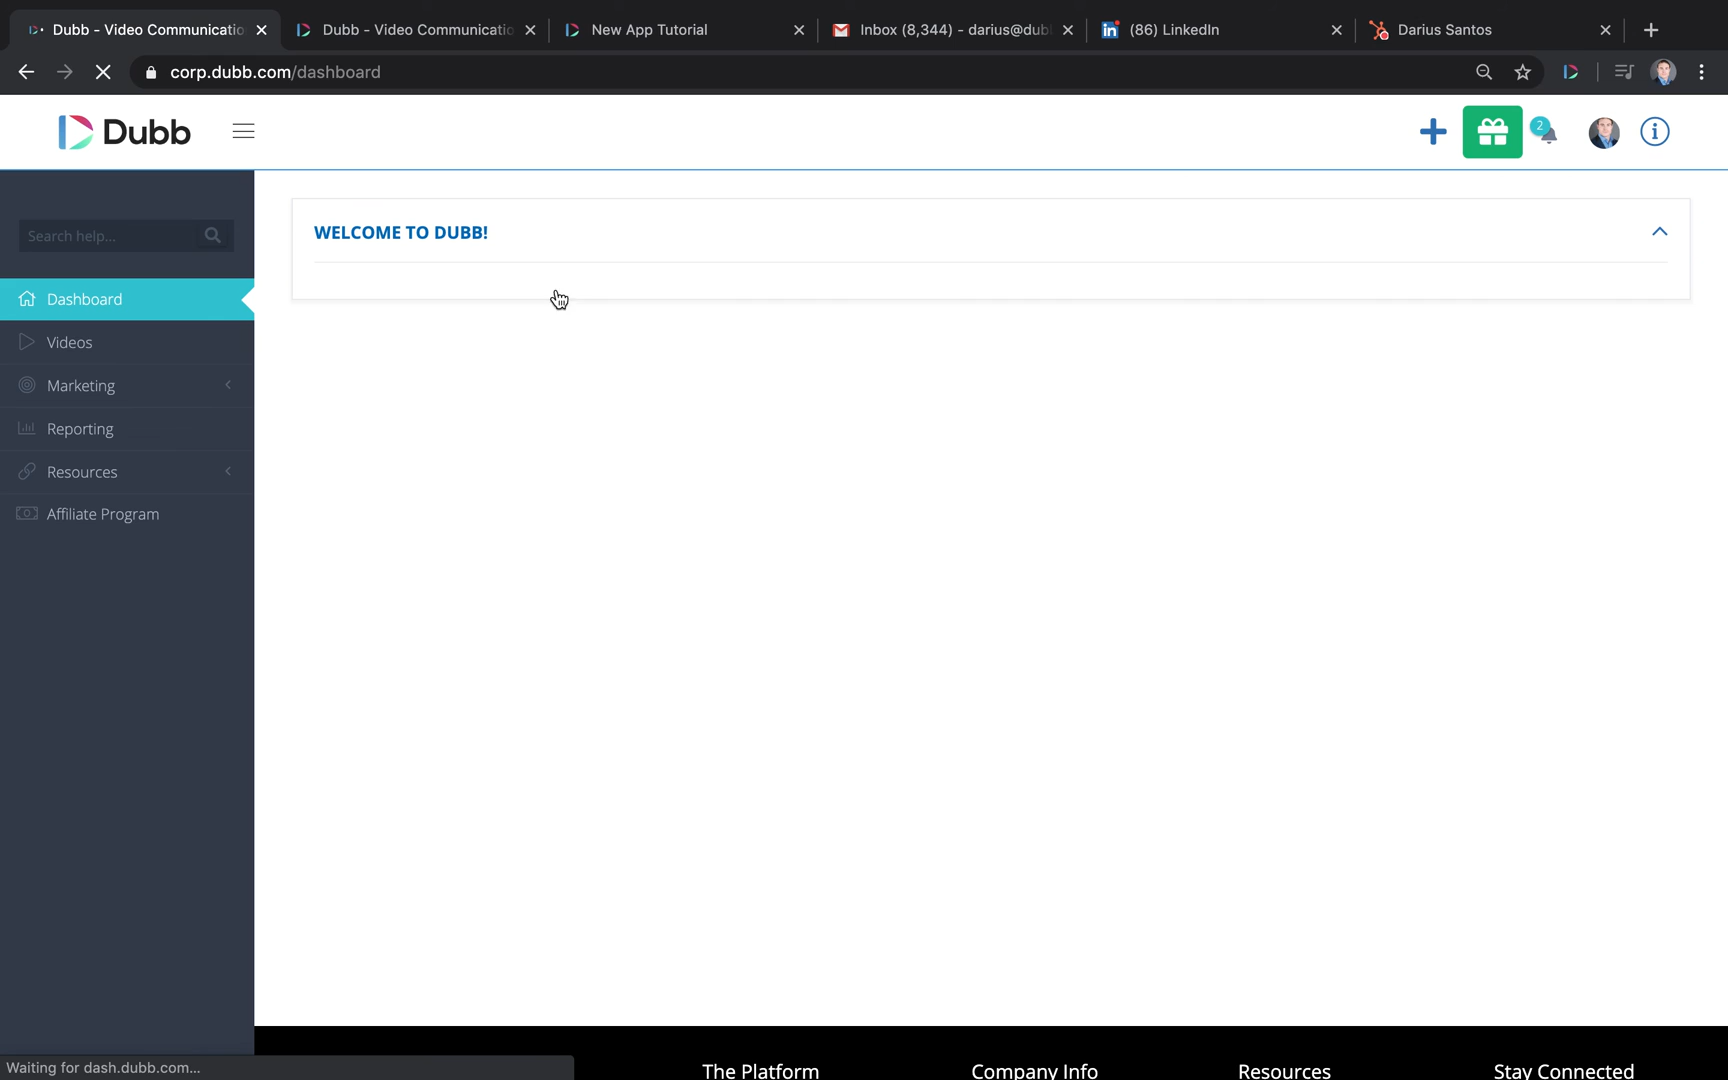 Dubb - Video Communicatio
Dubb - Video Communicatio
New App Tutorial
Inbox (8,344) - darius@dub
(86) LinkedIn
Darius Santos
corp.dubb.com/dashboard
Dubb
2
Search help...
WELCOME TO DUBB!
Dashboard
Videos
Marketing
Reporting
Resources
Affiliate Program
Waiting for dash.dubb.com...
The Platform
Company Info
Resources
Stay Connected